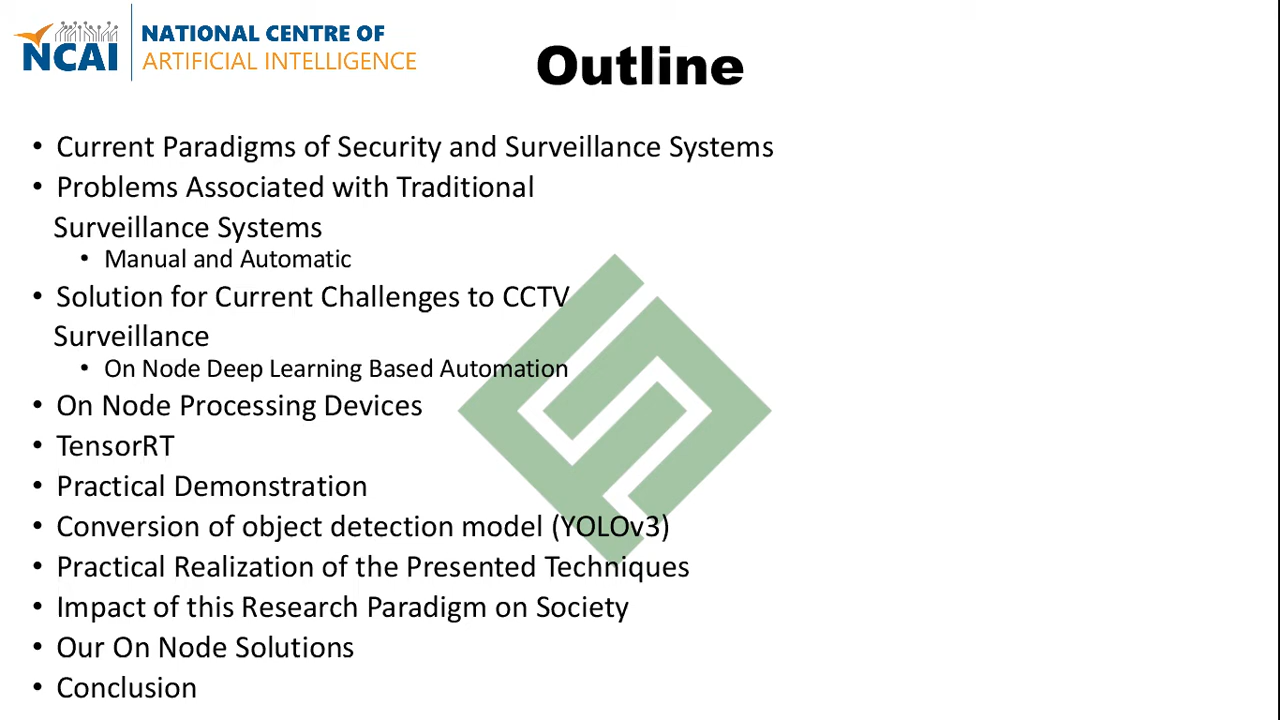 NCAI
NATIONAL CENTRE OF
ARTIFICIAL INTELLIGENCE
Outline
• Current Paradigms of Security and Surveillance Systems
• Problems Associated with Traditional
Surveillance Systems
• Manual and Automatic
• Solution for Current Challenges to CCTV
Surveillance
• On Node Deep Learning Based Automation
• On Node Processing Devices
• TensorRT
• Practical Demonstration
• Conversion of object detection model (YOLOv3)
• Practical Realization of the Presented Techniques
• Impact of this Research Paradigm on Society
• Our On Node Solutions
• Conclusion